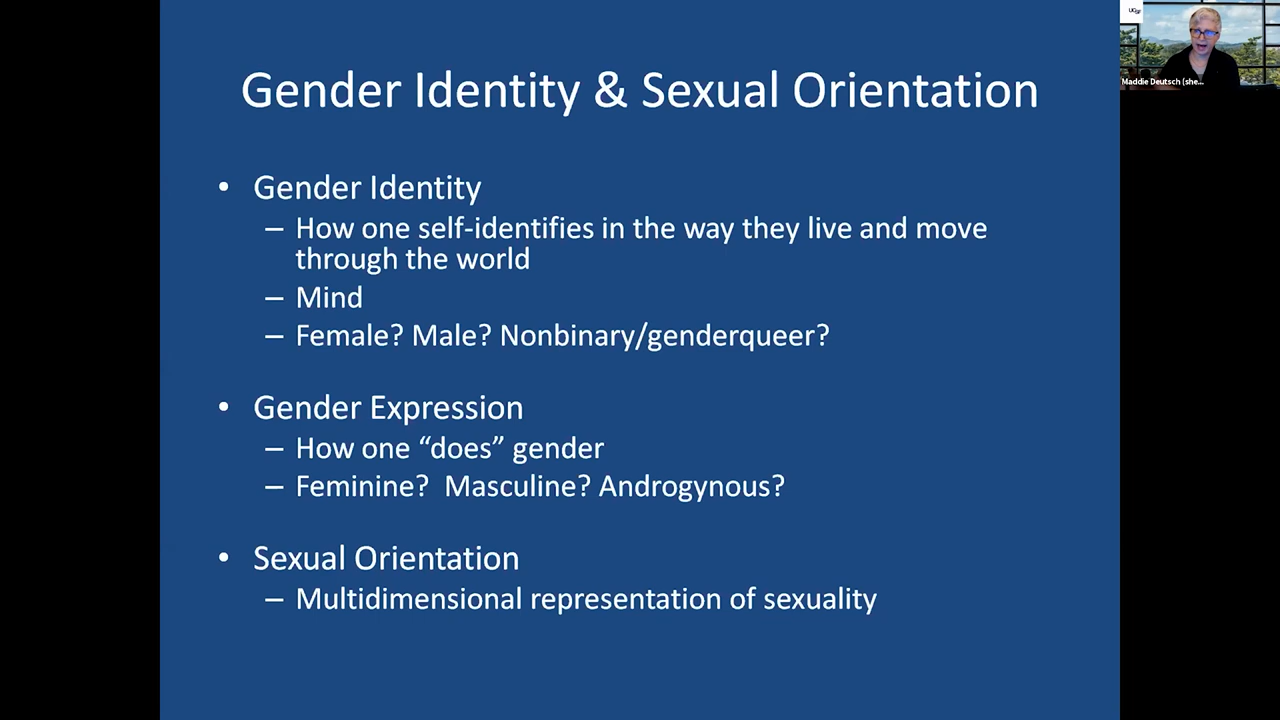 UCSF
Maddie Deutsch (she...
Gender Identity & Sexual Orientation
• Gender Identity
– How one self-identifies in the way they live and move
through the world
– Mind
– Female? Male? Nonbinary/genderqueer?
• Gender Expression
– How one “does” gender
– Feminine?  Masculine? Androgynous?
• Sexual Orientation
– Multidimensional representation of sexuality